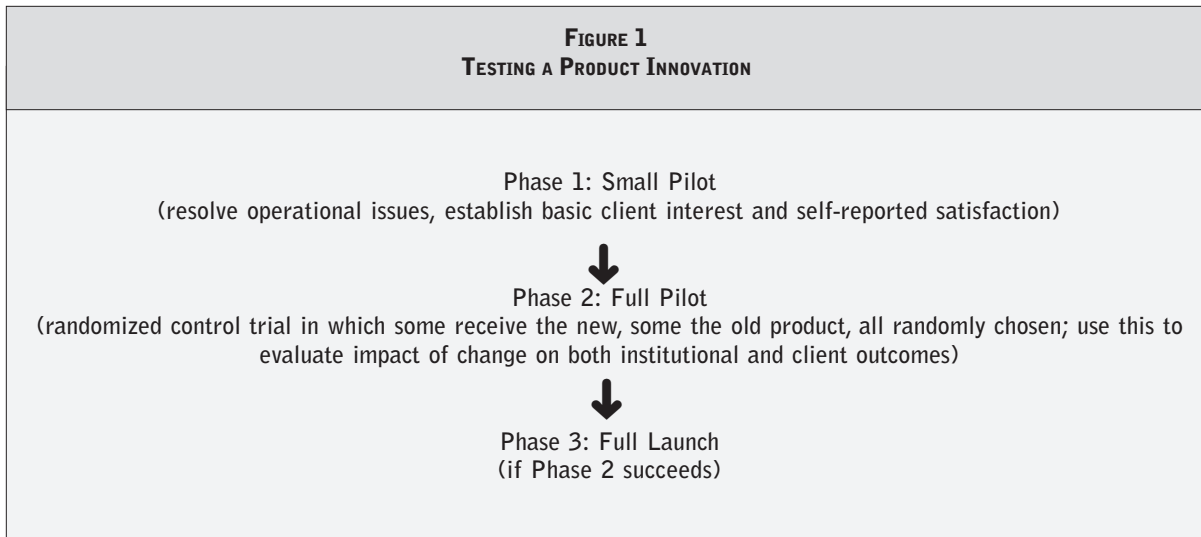 FIGURE 1
TESTING A PRODUCT INNOVATION
Phase 1: Small Pilot
(resolve operational issues, establish basic client interest and self-reported satisfaction)
Phase 2: Full Pilot
(randomized control trial in which some receive the new, some the old product, all randomly chosen; use this to
evaluate impact of change on both institutional and client outcomes)
Phase 3: Full Launch
(if Phase 2 succeeds)